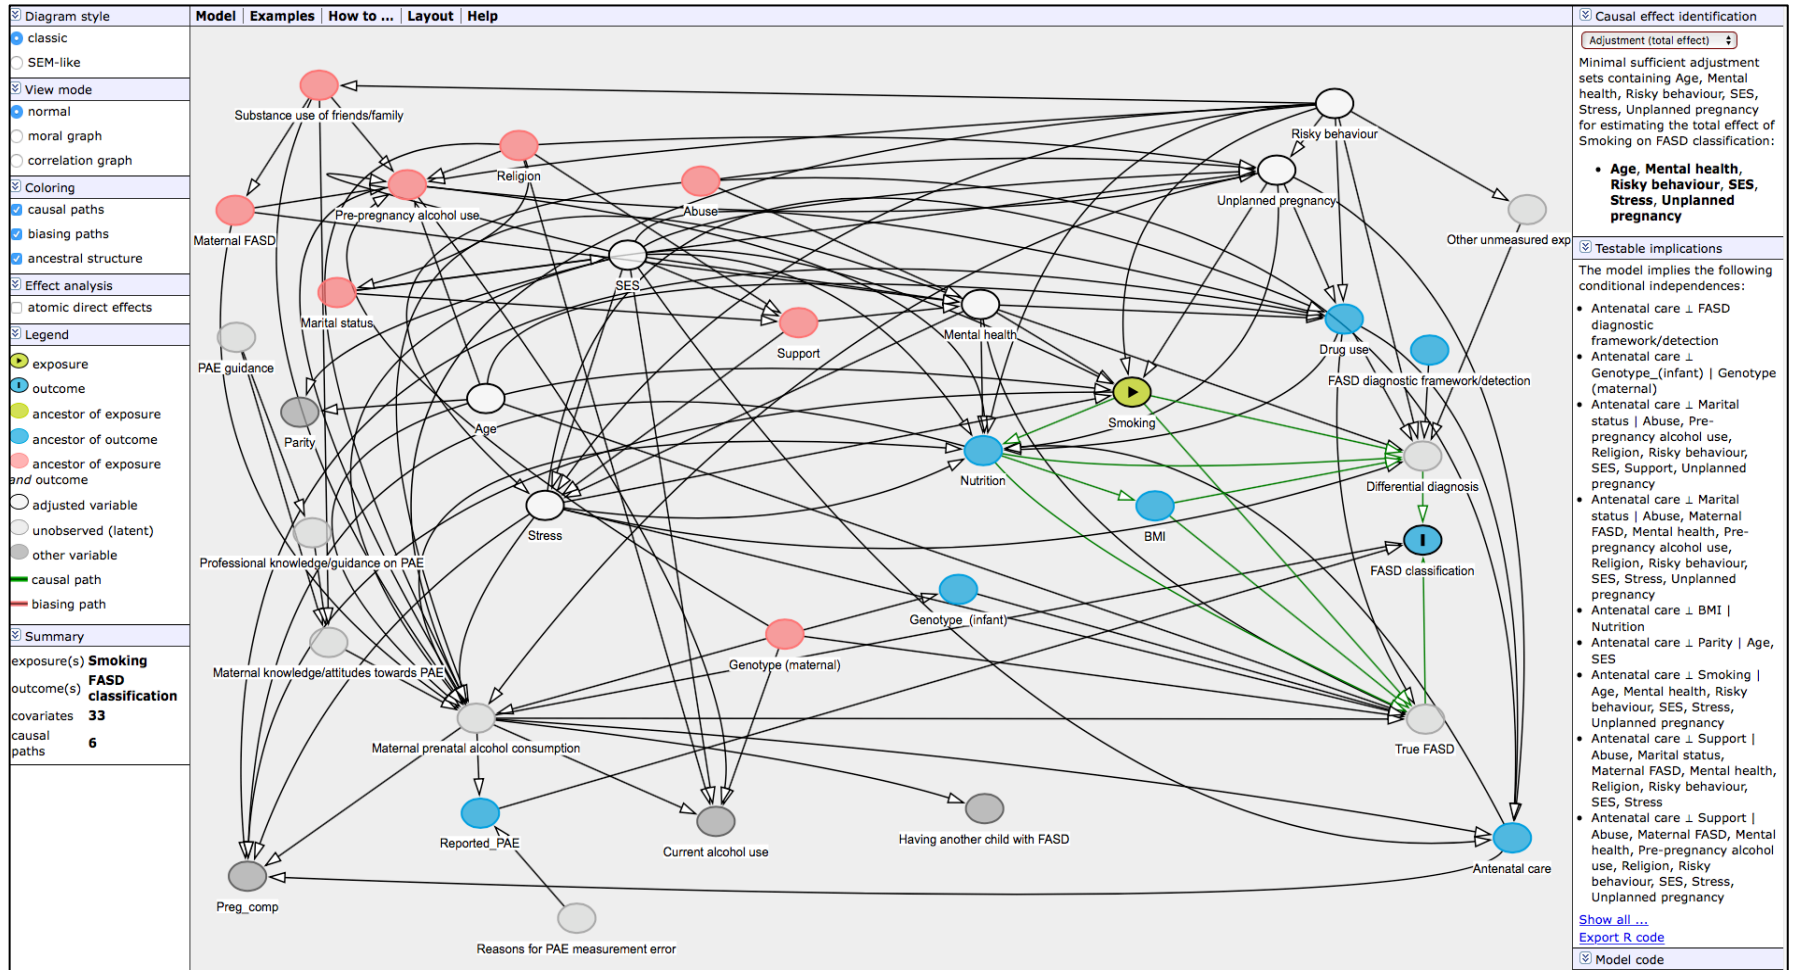 Diagram style
classic
SEM-like
View mode
normal
moral graph
correlation graph
Coloring
causal paths
biasing paths
ancestral structure
Effect analysis
atomic direct effects
Legend
exposure
outcome
ancestor of exposure
ancestor of outcome
ancestor of exposure
and outcome
adjusted variable
unobserved (latent)
other variable
causal path
biasing path
Summary
exposure(s) Smoking
outcome(s) FASD
classification
covariates 33
causal
paths 6
Model Examples How to ... Layout Help
Substance use of friends/family
Risky behaviour
Religion
Abuse
Unplanned pregnancy
Pre-pregnancy alcohol use
Maternal FASD
Other unmeasured exp
SES
Marital status
Mental health
Support
Drug use
PAE guidance
FASD diagnostic framework/detection
Smoking
Parity
Age
Nutrition
Differential diagnosis
Stress
BMI
Professional knowledge/guidance on PAE
FASD classification
Genotype (infant)
Genotype (maternal)
Maternal knowledge/attitudes towards PAE
Maternal prenatal alcohol consumption
True FASD
Reported_PAE
Current alcohol use
Having another child with FASD
Antenatal care
Preg_comp
Reasons for PAE measurement error
Causal effect identification
Adjustment (total effect)
Minimal sufficient adjustment
sets containing Age, Mental
health, Risky behaviour, SES,
Stress, Unplanned pregnancy
for estimating the total effect of
Smoking on FASD classification:
• Age, Mental health,
Risky behaviour, SES,
Stress, Unplanned
pregnancy
Testable implications
The model implies the following
conditional independences:
• Antenatal care ⊥ FASD
diagnostic
framework/detection
• Antenatal care ⊥
Genotype_(infant) | Genotype
(maternal)
• Antenatal care ⊥ Marital
status | Abuse, Pre-
pregnancy alcohol use,
Religion, Risky behaviour,
SES, Support, Unplanned
pregnancy
• Antenatal care ⊥ Marital
status | Abuse, Maternal
FASD, Mental health, Pre-
pregnancy alcohol use,
Religion, Risky behaviour,
SES, Stress, Unplanned
pregnancy
• Antenatal care ⊥ BMI |
Nutrition
• Antenatal care ⊥ Parity | Age,
SES
• Antenatal care ⊥ Smoking |
Age, Mental health, Risky
behaviour, SES, Stress,
Unplanned pregnancy
• Antenatal care ⊥ Support |
Abuse, Marital status,
Maternal FASD, Mental health,
Religion, Risky behaviour,
SES, Stress
• Antenatal care ⊥ Support |
Abuse, Maternal FASD, Mental
health, Pre-pregnancy alcohol
use, Religion, Risky
behaviour, SES, Stress,
Unplanned pregnancy
Show all ...
Export R code
Model code